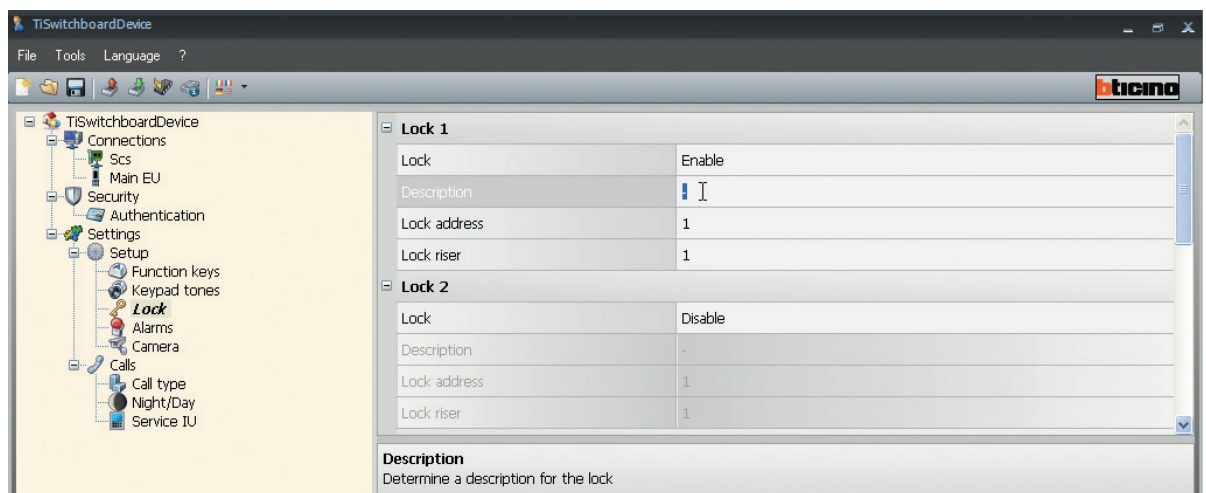 TiSwitchboardDevice
File Tools Language ?
bticino
TiSwitchboardDevice
Connections
Scs
Main EU
Security
Authentication
Settings
Setup
Function keys
Keypad tones
Lock
Alarms
Camera
Calls
Call type
Night/Day
Service IU
Lock 1
Lock Enable
Description -
Lock address 1
Lock riser 1
Lock 2
Lock Disable
Description -
Lock address 1
Lock riser 1
Description
Determine a description for the lock